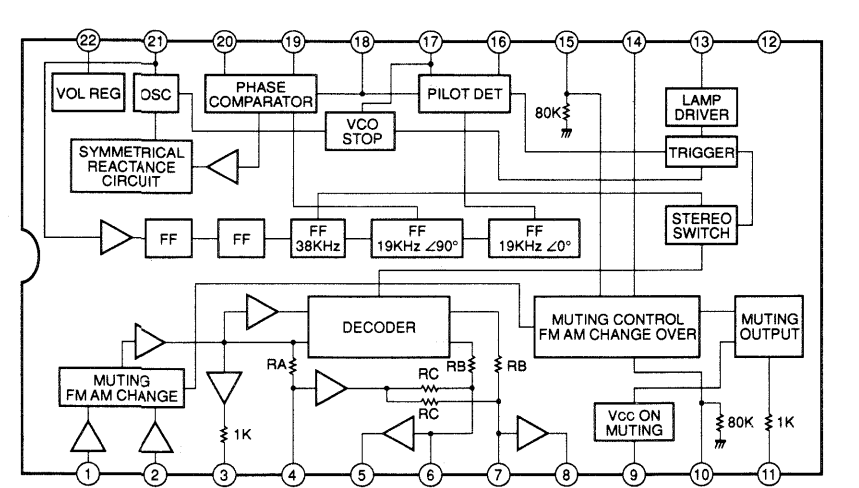 22 21 20 19 18 17 16 15 14 13 12
VOL REG
OSC
PHASE
COMPARATOR
PILOT DET
80K
LAMP
DRIVER
VCO
STOP
TRIGGER
SYMMETRICAL
REACTANCE
CIRCUIT
FF
FF
FF
38KHz
FF
19KHz ∠90°
FF
19KHz ∠0°
STEREO
SWITCH
DECODER
MUTING CONTROL
FM AM CHANGE OVER
MUTING
OUTPUT
MUTING
FM AM CHANGE
RA
RB
RB
RC
RC
1K
Vcc ON
MUTING
80K
1K
1 2 3 4 5 6 7 8 9 10 11